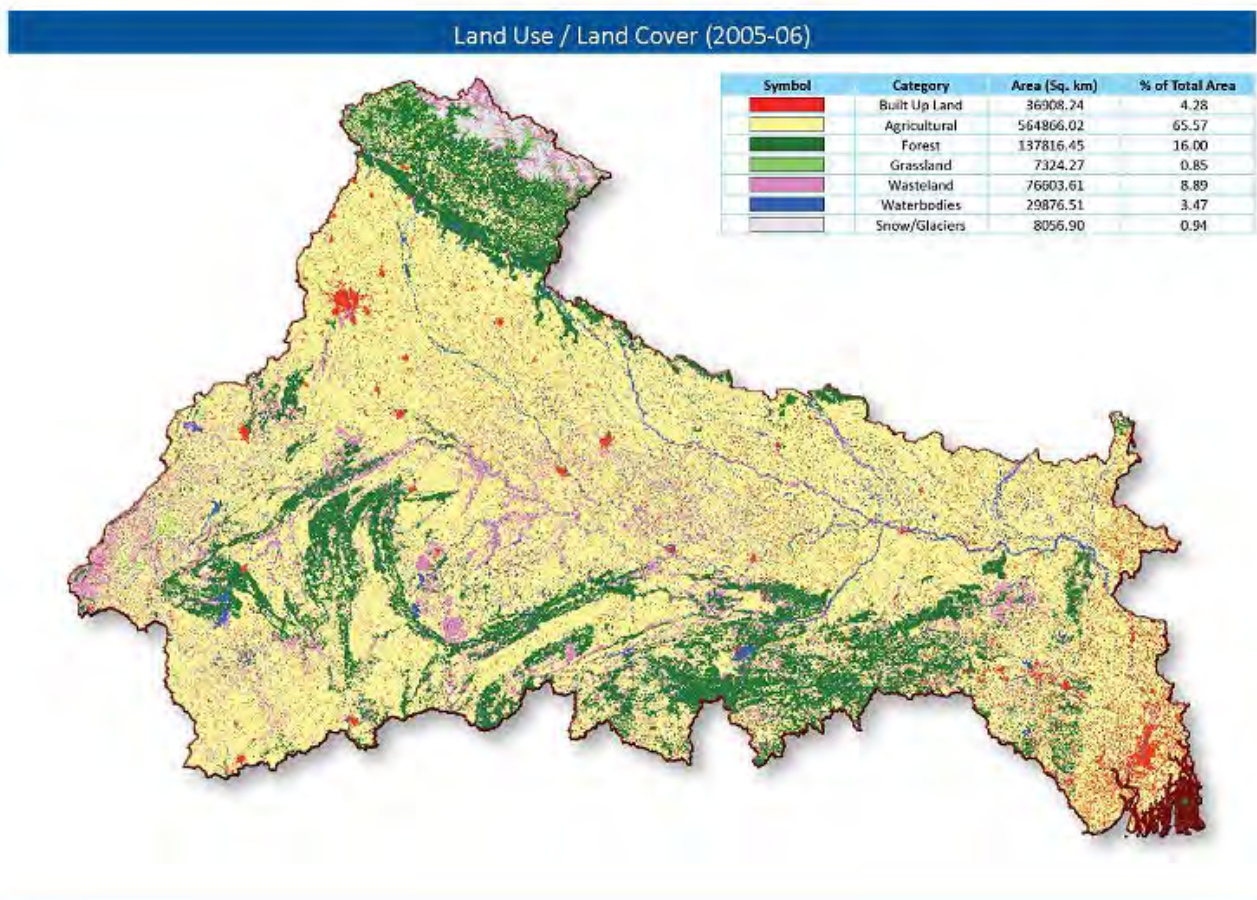 Land Use / Land Cover (2005-06)
Symbol Category Area (Sq. km) % of Total Area
Built Up Land 36908.24 4.28
Agricultural 564866.02 65.57
Forest 137816.45 16.00
Grassland 7324.27 0.85
Wasteland 76603.61 8.89
Waterbodies 29876.51 3.47
Snow/Glaciers 8056.90 0.94